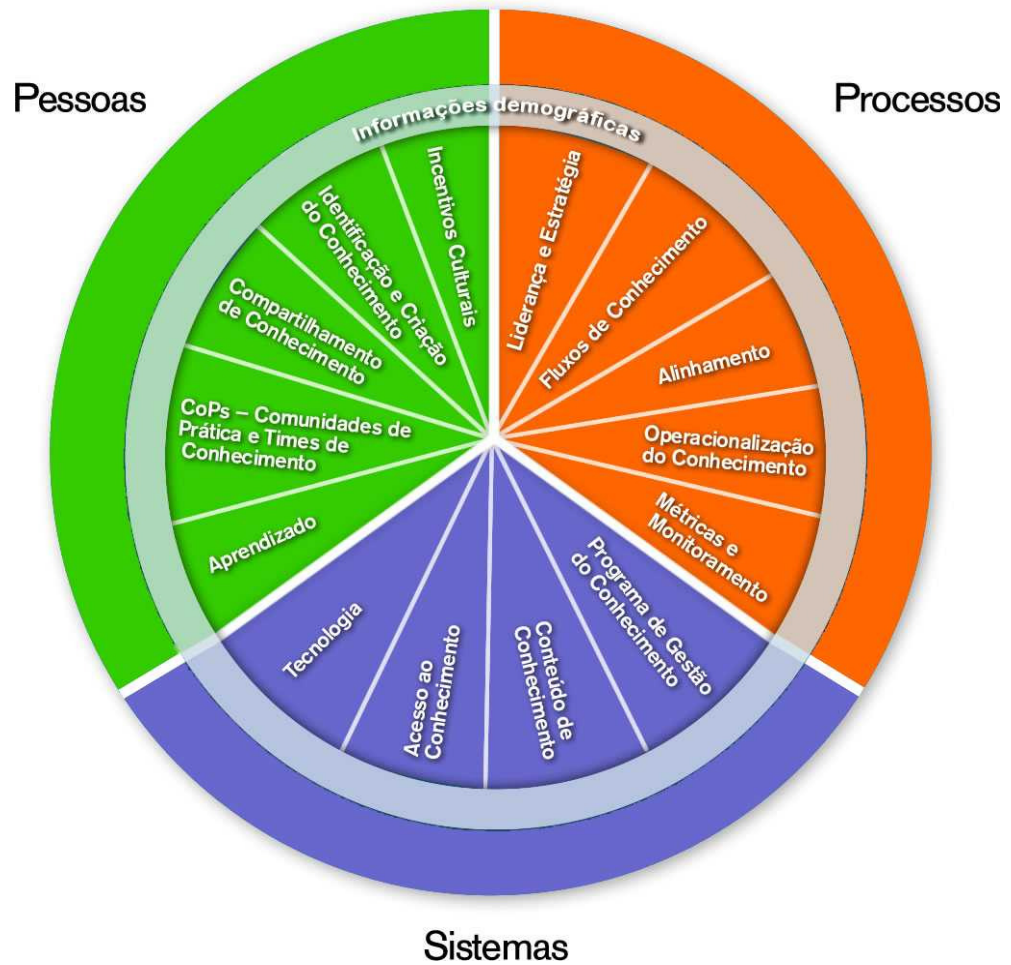 Pessoas
Processos
Informações demográficas
Incentivos Culturais
Identificação e Criação
do Conhecimento
Compartilhamento
de Conhecimento
CoPs – Comunidades de
Prática e Times de
Conhecimento
Aprendizado
Liderança e Estratégia
Fluxos de Conhecimento
Alinhamento
Operacionalização
do Conhecimento
Métricas e
Monitoramento
Programa de Gestão
do Conhecimento
Conteúdo de
Conhecimento
Acesso ao
Conhecimento
Tecnologia
Sistemas